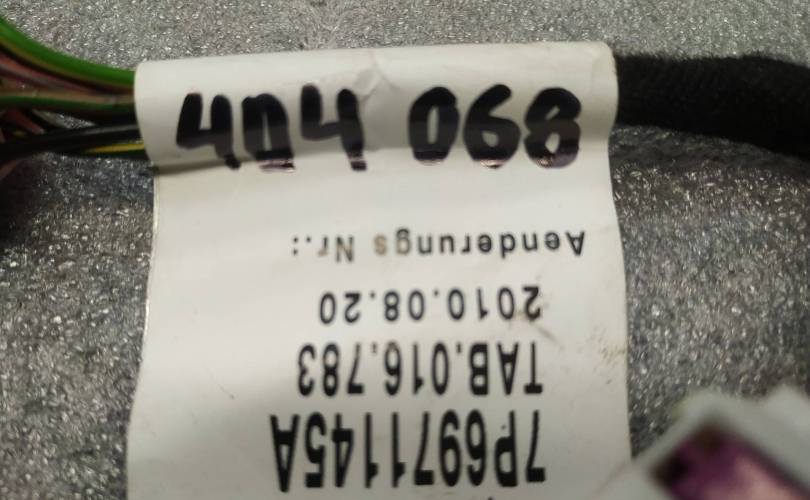 7P6971145A
TAB.016.783
2010.08.20
Aenderungs Nr.:
404 068